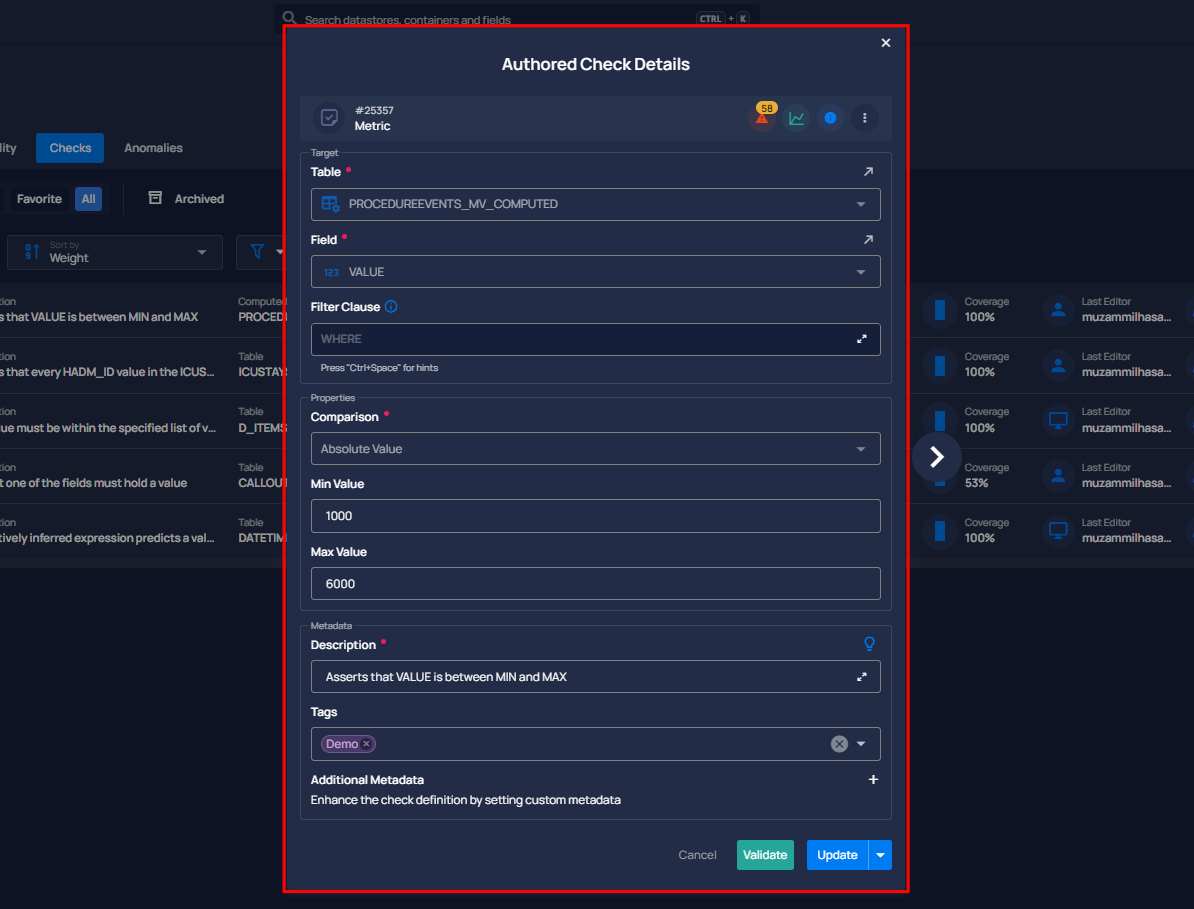 Search datastores, containers and fields CTRL + K
Authored Check Details
#25357
Metric
58
lity Checks Anomalies
Favorite All Archived
Sort by
Weight
Target
Table *
PROCEDUREEVENTS_MV_COMPUTED
Field *
123 VALUE
Filter Clause
WHERE
Press "Ctrl+Space" for hints
Properties
Comparison *
Absolute Value
Min Value
1000
Max Value
6000
Metadata
Description *
Asserts that VALUE is between MIN and MAX
Tags
Demo
Additional Metadata
Enhance the check definition by setting custom metadata
Cancel Validate Update
tion Computed
s that VALUE is between MIN and MAX PROCED
Coverage Last Editor
100% muzammilhasa...
tion Table
s that every HADM_ID value in the ICUS... ICUSTAYS
Coverage Last Editor
100% muzammilhasa...
tion Table
lue must be within the specified list of v... D_ITEMS
Coverage Last Editor
100% muzammilhasa...
tion Table
t one of the fields must hold a value CALLOU
Coverage Last Editor
53% muzammilhasa...
tion Table
tively inferred expression predicts a val... DATETIM
Coverage Last Editor
100% muzammilhasa...